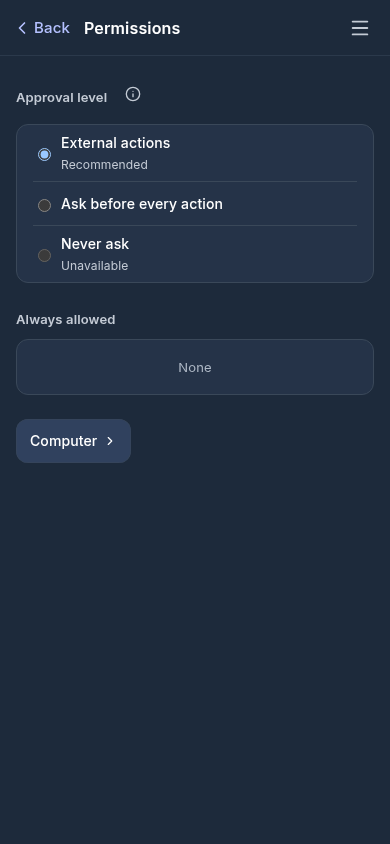 Back Permissions
Approval level
External actions
Recommended
Ask before every action
Never ask
Unavailable
Always allowed
None
Computer